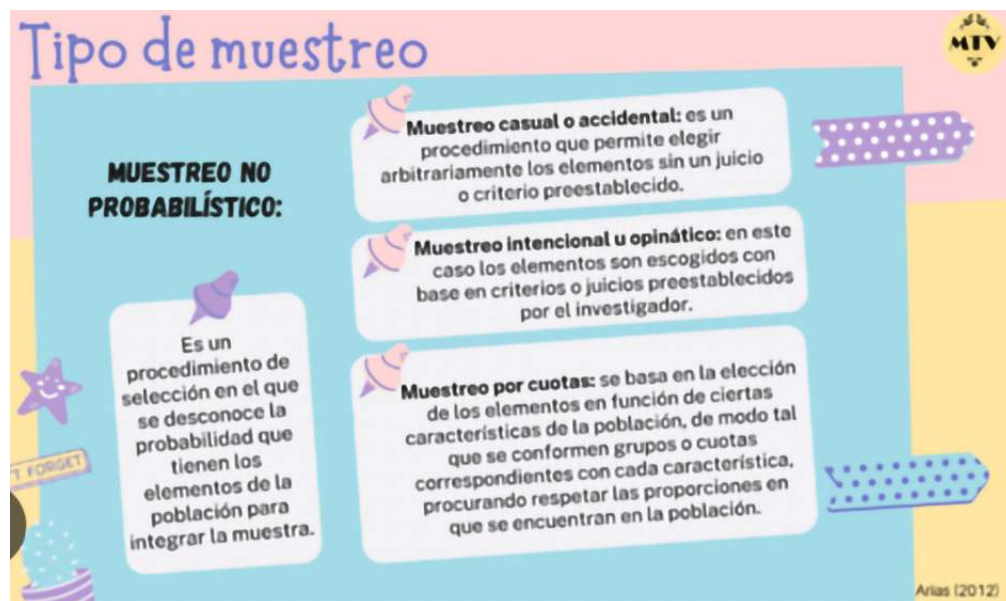 Tipo de muestreo
MTV
MUESTREO NO
PROBABILÍSTICO:
Es un
procedimiento de
selección en el que
se desconoce la
probabilidad que
tienen los
elementos de la
población para
integrar la muestra.
Muestreo casual o accidental: es un
procedimiento que permite elegir
arbitrariamente los elementos sin un juicio
o criterio preestablecido.
Muestreo intencional u opinático: en este
caso los elementos son escogidos con
base en criterios o juicios preestablecidos
por el investigador.
Muestreo por cuotas: se basa en la elección
de los elementos en función de ciertas
características de la población, de modo tal
que se conformen grupos o cuotas
correspondientes con cada característica,
procurando respetar las proporciones en
que se encuentran en la población.
'T FORGET
Arias (2012)